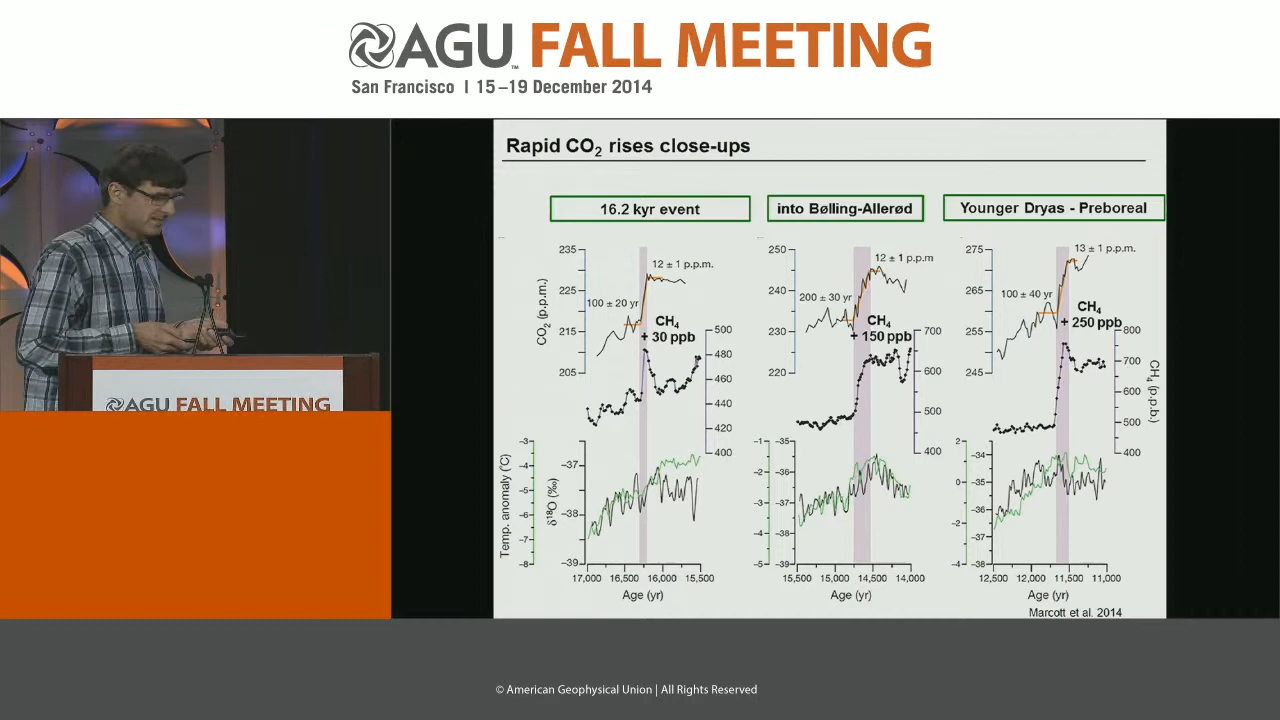 AGU™ FALL MEETING
San Francisco | 15–19 December 2014
AGU FALL MEETING
Rapid CO₂ rises close-ups
16.2 kyr event
into Bølling-Allerød
Younger Dryas - Preboreal
235
225
215
205
CO₂ (p.p.m.)
12 ± 1 p.p.m.
100 ± 20 yr
CH₄
+ 30 ppb
500
480
460
440
420
400
–3
–4
–5
–6
–7
–8
Temp. anomaly (°C)
–37
–38
–39
δ¹⁸O (‰)
17,000 16,500 16,000 15,500
Age (yr)
250
240
230
220
12 ± 1 p.p.m
200 ± 30 yr
CH₄
+ 150 ppb
700
600
500
400
–1
–2
–3
–4
–5
–35
–36
–37
–38
–39
15,500 15,000 14,500 14,000
Age (yr)
275
265
255
245
13 ± 1 p.p.m.
100 ± 40 yr
CH₄
+ 250 ppb
800
700
600
500
400
CH₄ (p.p.b.)
2
0
–2
–4
–34
–35
–36
–37
–38
12,500 12,000 11,500 11,000
Age (yr)
Marcott et al. 2014
© American Geophysical Union | All Rights Reserved